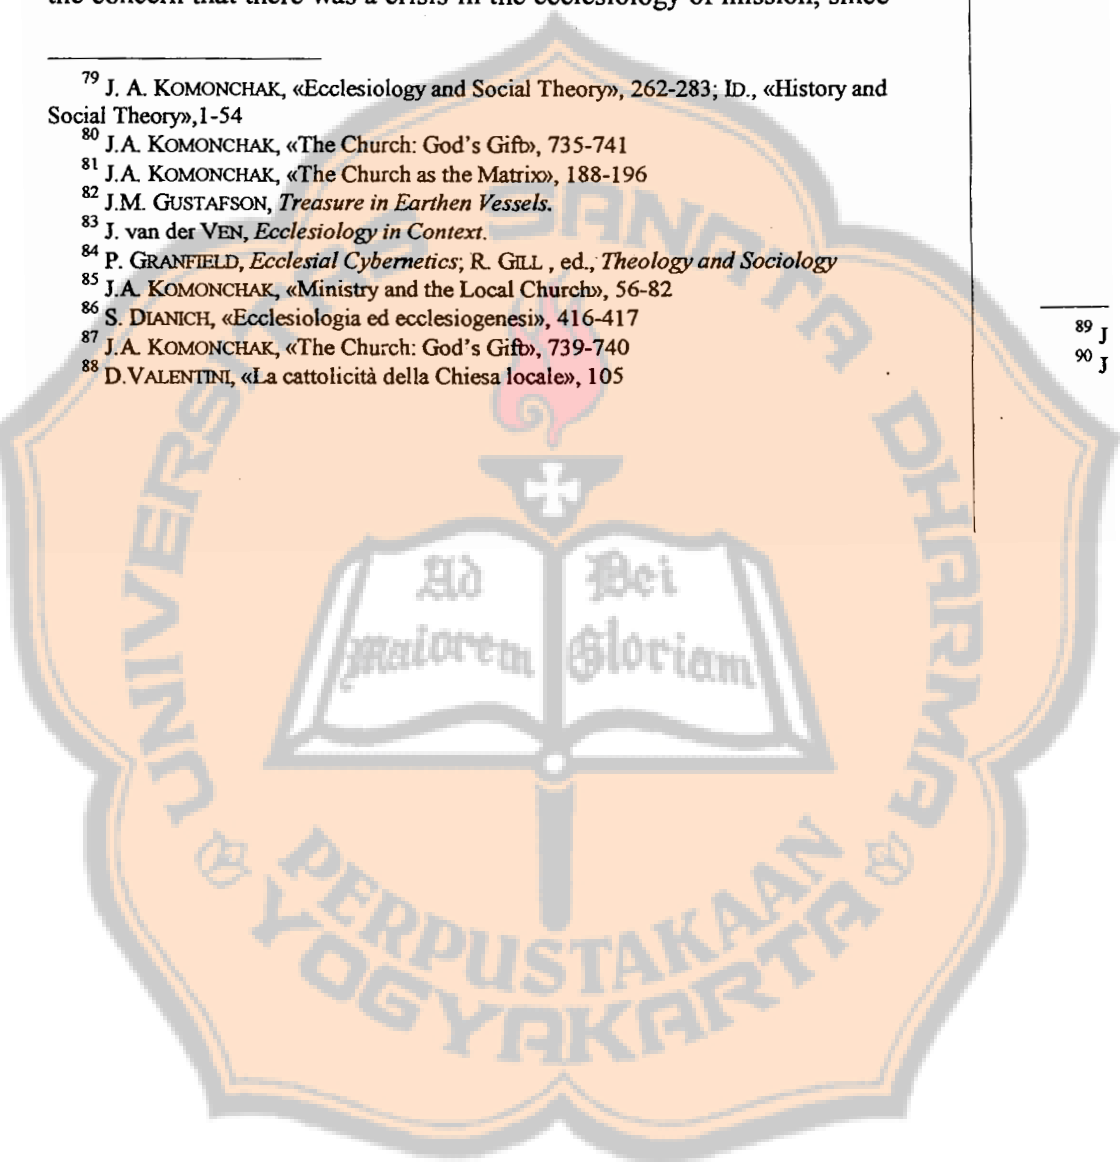 the concern that there was a crisis in the ecclesiology of mission, since
79 J. A. KOMONCHAK, «Ecclesiology and Social Theory», 262-283; ID., «History and
Social Theory»,1-54
80 J.A. KOMONCHAK, «The Church: God's Gift», 735-741
81 J.A. KOMONCHAK, «The Church as the Matrix», 188-196
82 J.M. GUSTAFSON, Treasure in Earthen Vessels.
83 J. van der VEN, Ecclesiology in Context.
84 P. GRANFIELD, Ecclesial Cybernetics; R. GILL , ed., Theology and Sociology
85 J.A. KOMONCHAK, «Ministry and the Local Church», 56-82
86 S. DIANICH, «Ecclesiologia ed ecclesiogenesi», 416-417
87 J.A. KOMONCHAK, «The Church: God's Gift», 739-740
88 D.VALENTINI, «La cattolicità della Chiesa locale», 105
89 J
90 J
UNIVERSITAS SANATA DHARMA
Ad maiorem
Dei Gloriam
PERPUSTAKAAN
YOGYAKARTA